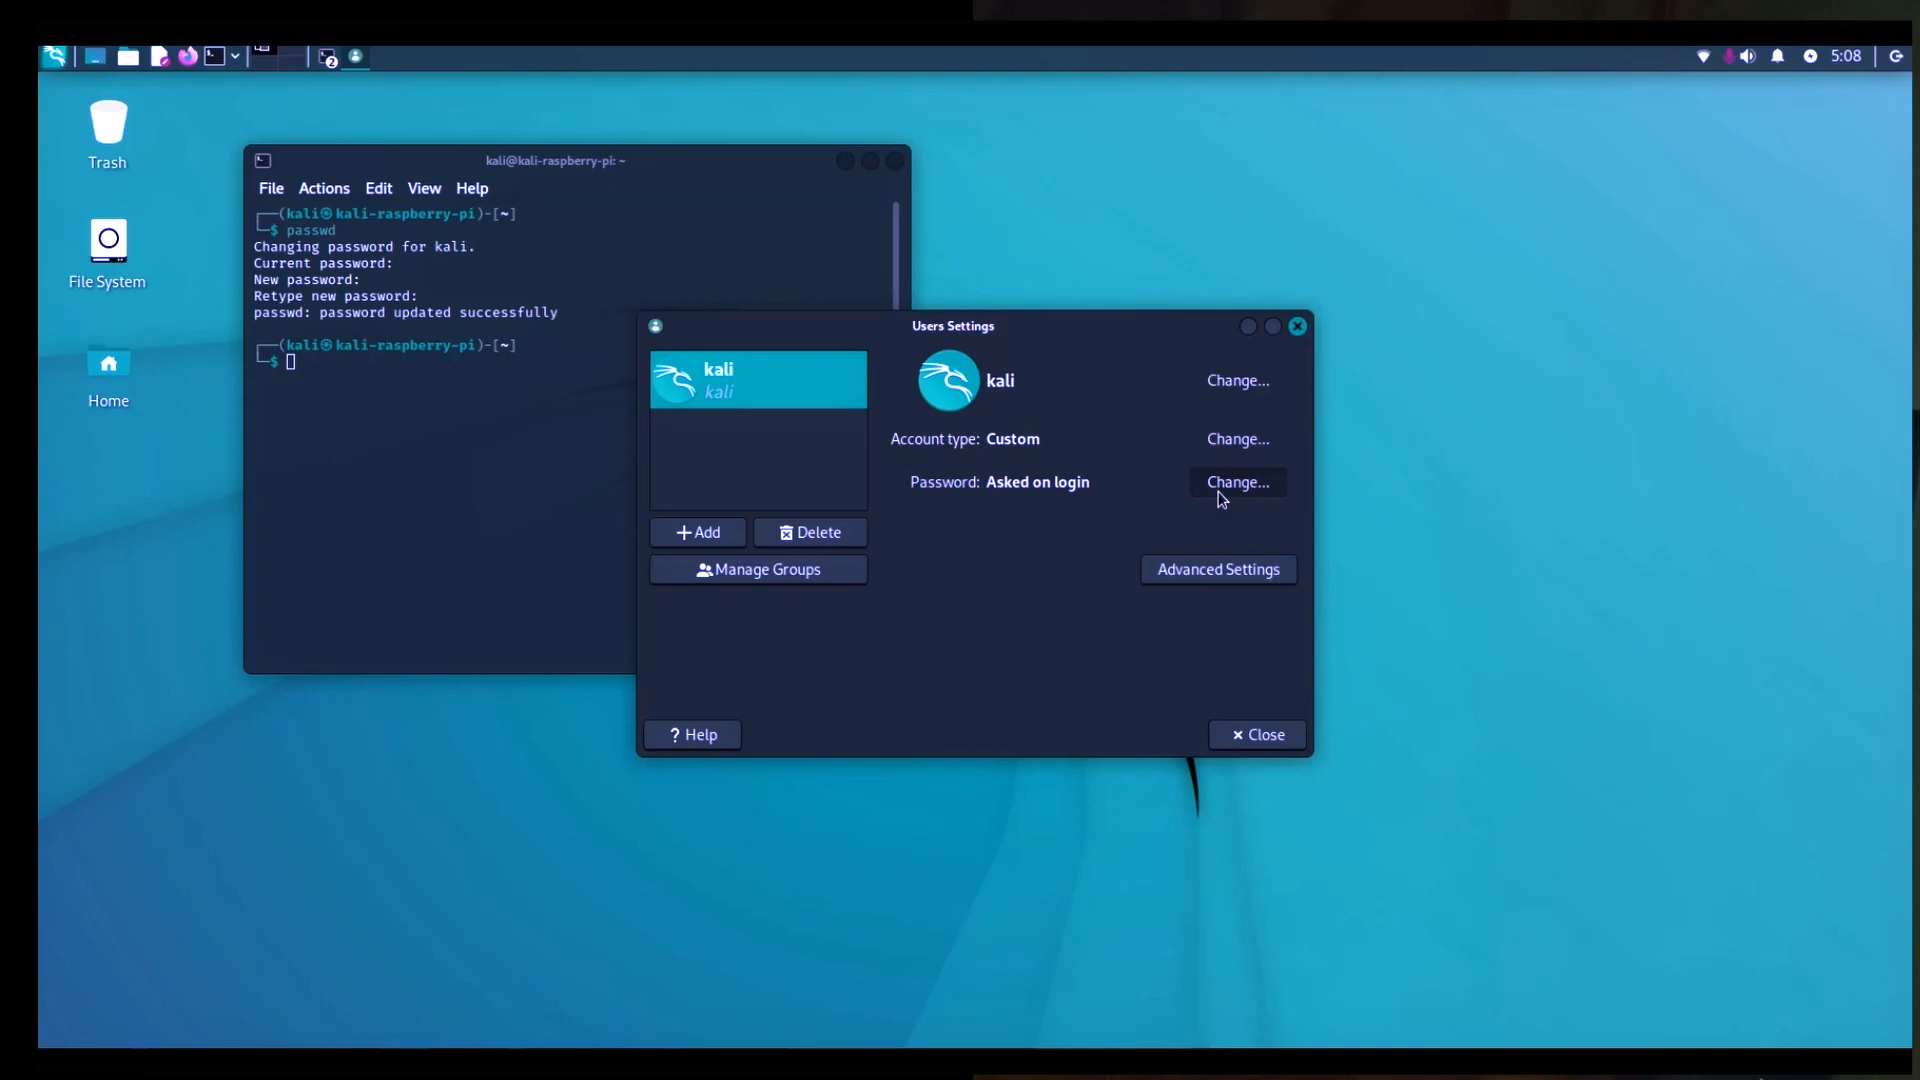 2
5:08
Trash
File System
Home
kali@kali-raspberry-pi: ~
File Actions Edit View Help
┌──(kali㉿kali-raspberry-pi)-[~]
└─$ passwd
Changing password for kali.
Current password:
New password:
Retype new password:
passwd: password updated successfully
┌──(kali㉿kali-raspberry-pi)-[~]
└─$
Users Settings
kali
kali
kali
Change...
Account type: Custom
Change...
Password: Asked on login
Change...
Add
Delete
Manage Groups
Advanced Settings
? Help
Close